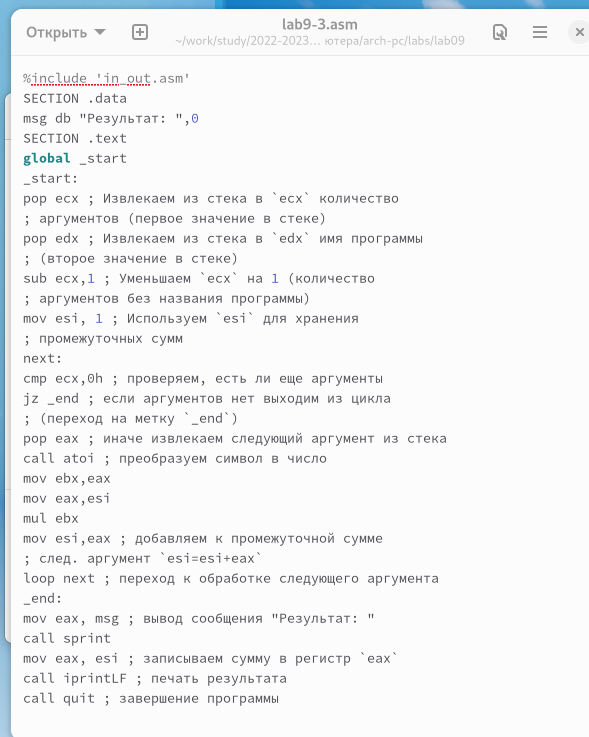 Открыть
lab9-3.asm
~/work/study/2022-2023… ютера/arch-pc/labs/lab09
%include 'in_out.asm'
SECTION .data
msg db "Результат: ",0
SECTION .text
global _start
_start:
pop ecx ; Извлекаем из стека в `ecx` количество
; аргументов (первое значение в стеке)
pop edx ; Извлекаем из стека в `edx` имя программы
; (второе значение в стеке)
sub ecx,1 ; Уменьшаем `ecx` на 1 (количество
; аргументов без названия программы)
mov esi, 1 ; Используем `esi` для хранения
; промежуточных сумм
next:
cmp ecx,0h ; проверяем, есть ли еще аргументы
jz _end ; если аргументов нет выходим из цикла
; (переход на метку `_end`)
pop eax ; иначе извлекаем следующий аргумент из стека
call atoi ; преобразуем символ в число
mov ebx,eax
mov eax,esi
mul ebx
mov esi,eax ; добавляем к промежуточной сумме
; след. аргумент `esi=esi+eax`
loop next ; переход к обработке следующего аргумента
_end:
mov eax, msg ; вывод сообщения "Результат: "
call sprint
mov eax, esi ; записываем сумму в регистр `eax`
call iprintLF ; печать результата
call quit ; завершение программы